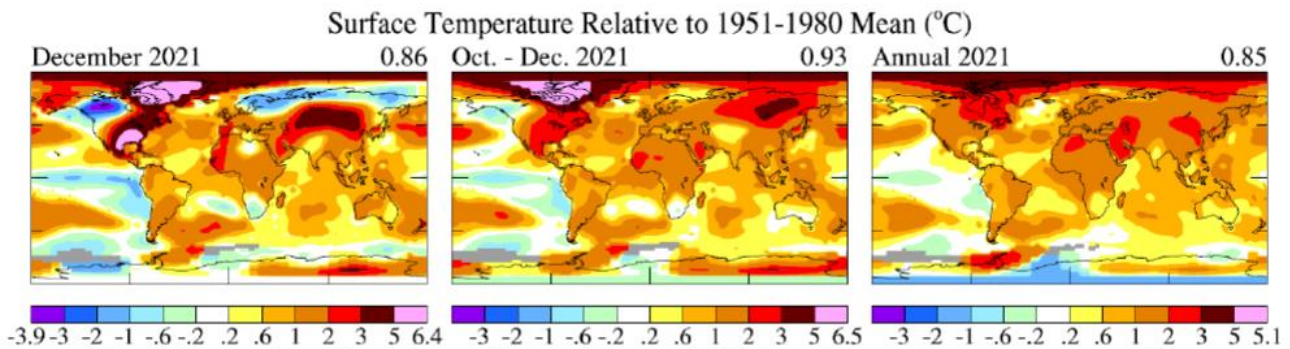 Surface Temperature Relative to 1951-1980 Mean (°C)
December 2021 0.86
Oct. - Dec. 2021 0.93
Annual 2021 0.85
-3.9 -3 -2 -1 -.6 -.2 .2 .6 1 2 3 5 6.4
-3 -2 -1 -.6 -.2 .2 .6 1 2 3 5 6.5
-3 -2 -1 -.6 -.2 .2 .6 1 2 3 5 5.1